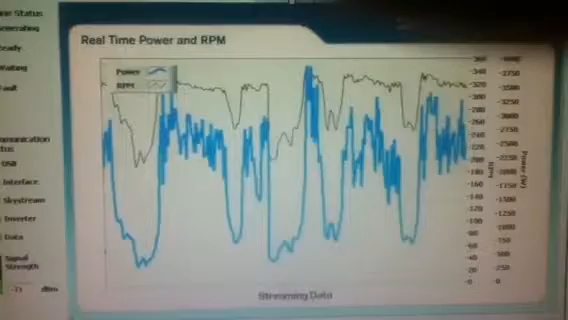 Status
Generating
Ready
Waiting
Fault
Communication
Status
USB
Interface
Skystream
Inverter
Data
Signal
Strength
-71 dBm
Real Time Power and RPM
Power
RPM
360
340
320
300
280
260
240
220
200
180
160
140
120
100
80
60
40
20
0
RPM
-4000
-3750
-3500
-3250
-3000
-2750
-2500
-2250
-2000
-1750
-1500
-1250
-1000
-750
-500
-250
-0
Power (W)
Streaming Data